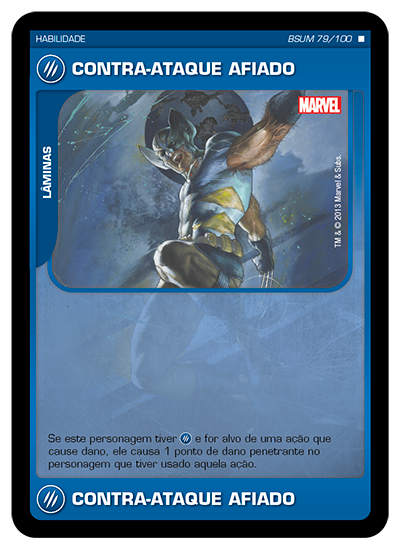 HABILIDADE
BSUM 79/100
CONTRA-ATAQUE AFIADO
LÂMINAS
MARVEL
TM & © 2013 Marvel & Subs.
Se este personagem tiver e for alvo de uma ação que
cause dano, ele causa 1 ponto de dano penetrante no
personagem que tiver usado aquela ação.
CONTRA-ATAQUE AFIADO